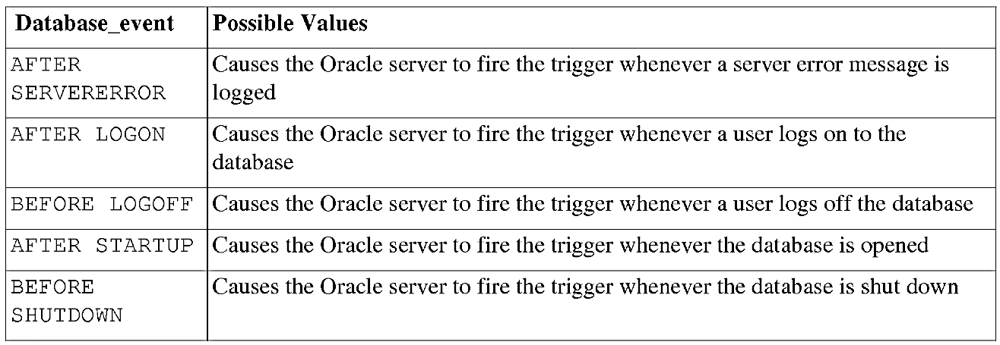 Database_event Possible Values
AFTER SERVERERROR Causes the Oracle server to fire the trigger whenever a server error message is
logged
AFTER LOGON Causes the Oracle server to fire the trigger whenever a user logs on to the
database
BEFORE LOGOFF Causes the Oracle server to fire the trigger whenever a user logs off the database
AFTER STARTUP Causes the Oracle server to fire the trigger whenever the database is opened
BEFORE
SHUTDOWN
Causes the Oracle server to fire the trigger whenever the database is shut down